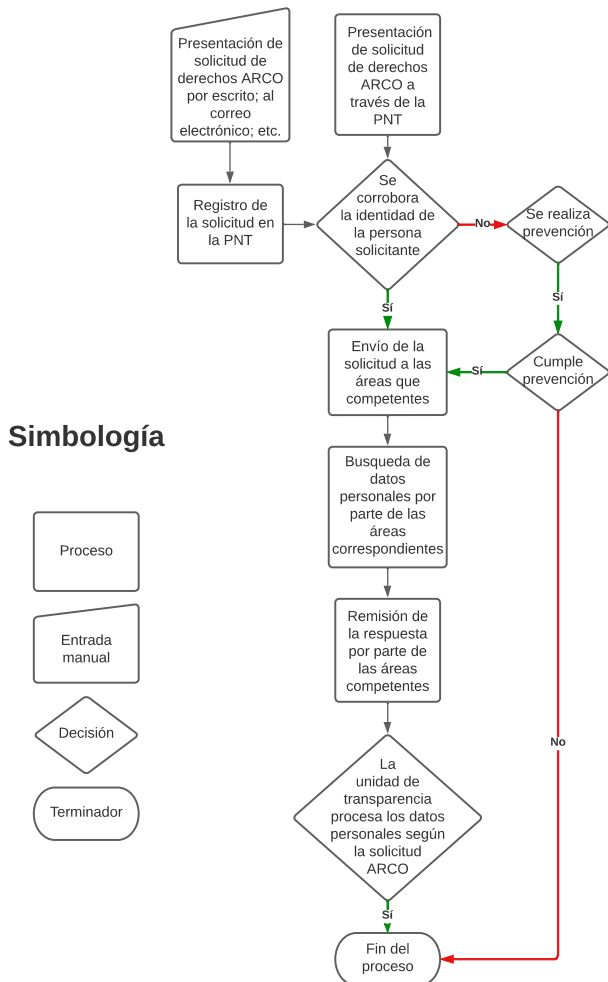 Presentación de
solicitud de
derechos ARCO
por escrito; al
correo
electrónico; etc.
Presentación
de solicitud
de derechos
ARCO a
través de la
PNT
Registro de
la solicitud en
la PNT
Se
corrobora
la identidad de
la persona
solicitante
No
Se realiza
prevención
Sí
Sí
Envío de la
solicitud a las
áreas que
competentes
Sí
Cumple
prevención
Simbología
Busqueda de
datos
personales por
parte de las
áreas
correspondientes
Proceso
Entrada
manual
Decisión
Terminador
Remisión de
la respuesta
por parte de
las áreas
competentes
No
La
unidad de
transparencia
procesa los datos
personales según
la solicitud
ARCO
Sí
Fin del
proceso